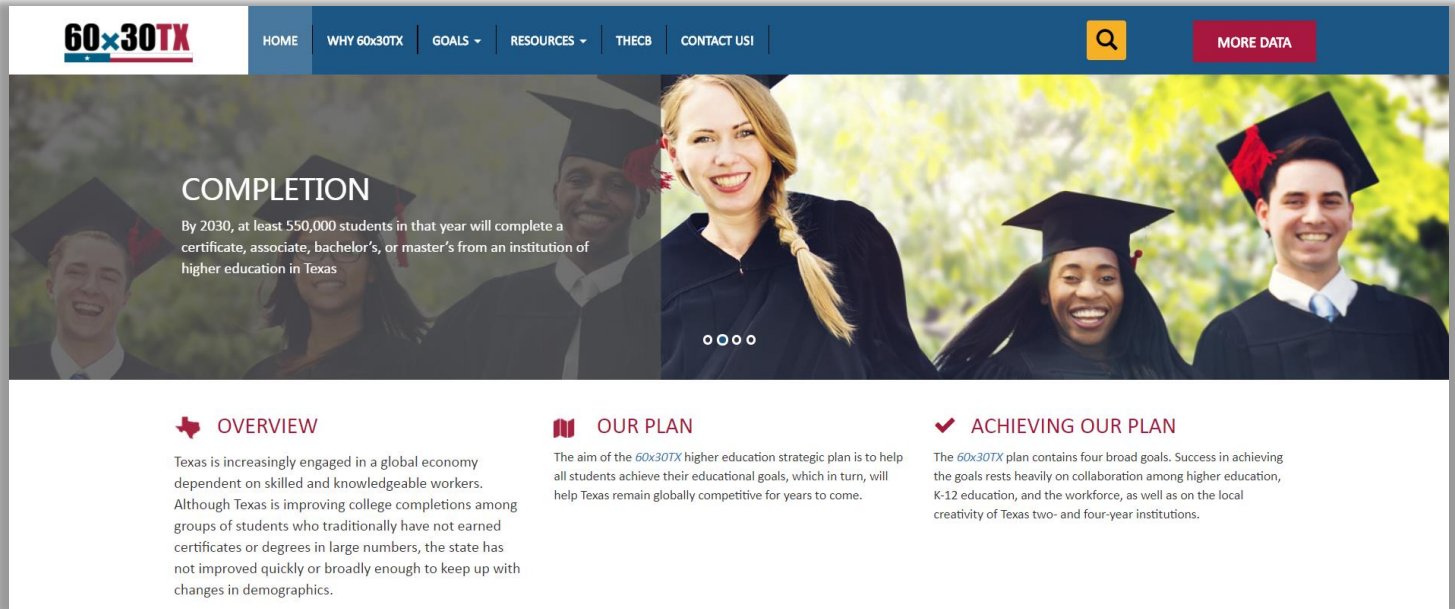 60x30TX
HOME
WHY 60x30TX
GOALS
RESOURCES
THECB
CONTACT US!
MORE DATA
COMPLETION
By 2030, at least 550,000 students in that year will complete a
certificate, associate, bachelor's, or master's from an institution of
higher education in Texas
OVERVIEW
Texas is increasingly engaged in a global economy
dependent on skilled and knowledgeable workers.
Although Texas is improving college completions among
groups of students who traditionally have not earned
certificates or degrees in large numbers, the state has
not improved quickly or broadly enough to keep up with
changes in demographics.
OUR PLAN
The aim of the 60x30TX higher education strategic plan is to help
all students achieve their educational goals, which in turn, will
help Texas remain globally competitive for years to come.
ACHIEVING OUR PLAN
The 60x30TX plan contains four broad goals. Success in achieving
the goals rests heavily on collaboration among higher education,
K-12 education, and the workforce, as well as on the local
creativity of Texas two- and four-year institutions.